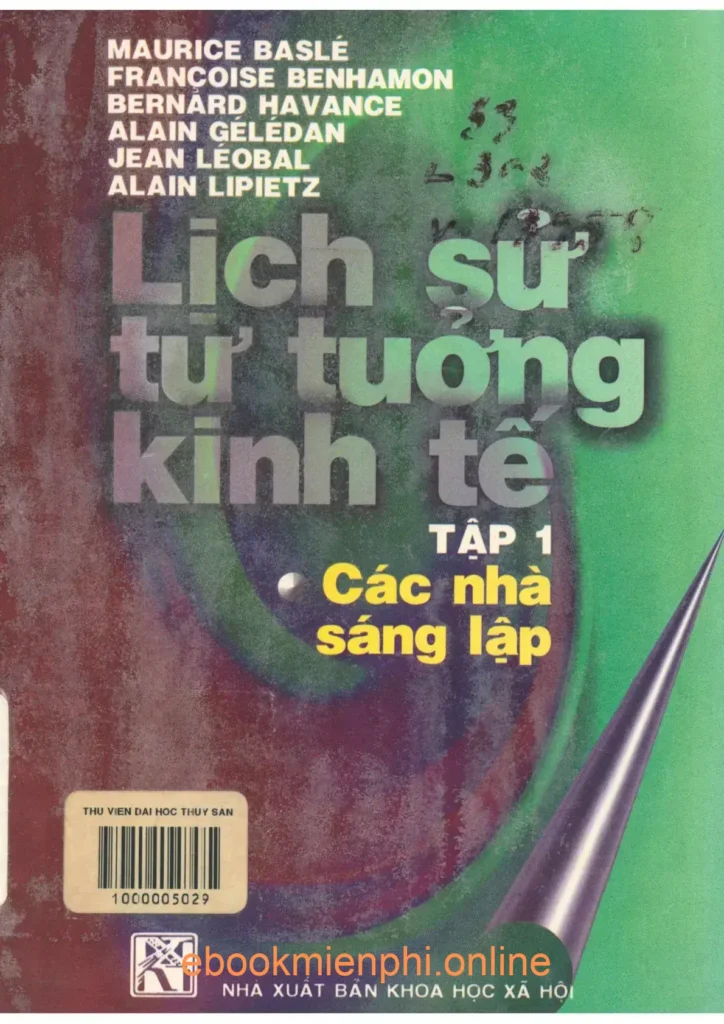 MAURICE BASLÉ
FRANÇOISE BENHAMON
BERNARD HAVANCE
ALAIN GÉLÉDAN
JEAN LÉOBAL
ALAIN LIPIETZ
53
Lịch sử
tư tưởng
kinh tế
TẬP 1
Các nhà
sáng lập
THU VIEN DAI HOC THUY SAN
1000005029
ebookmienphi.online
NHÀ XUẤT BẢN KHOA HỌC XÃ HỘI